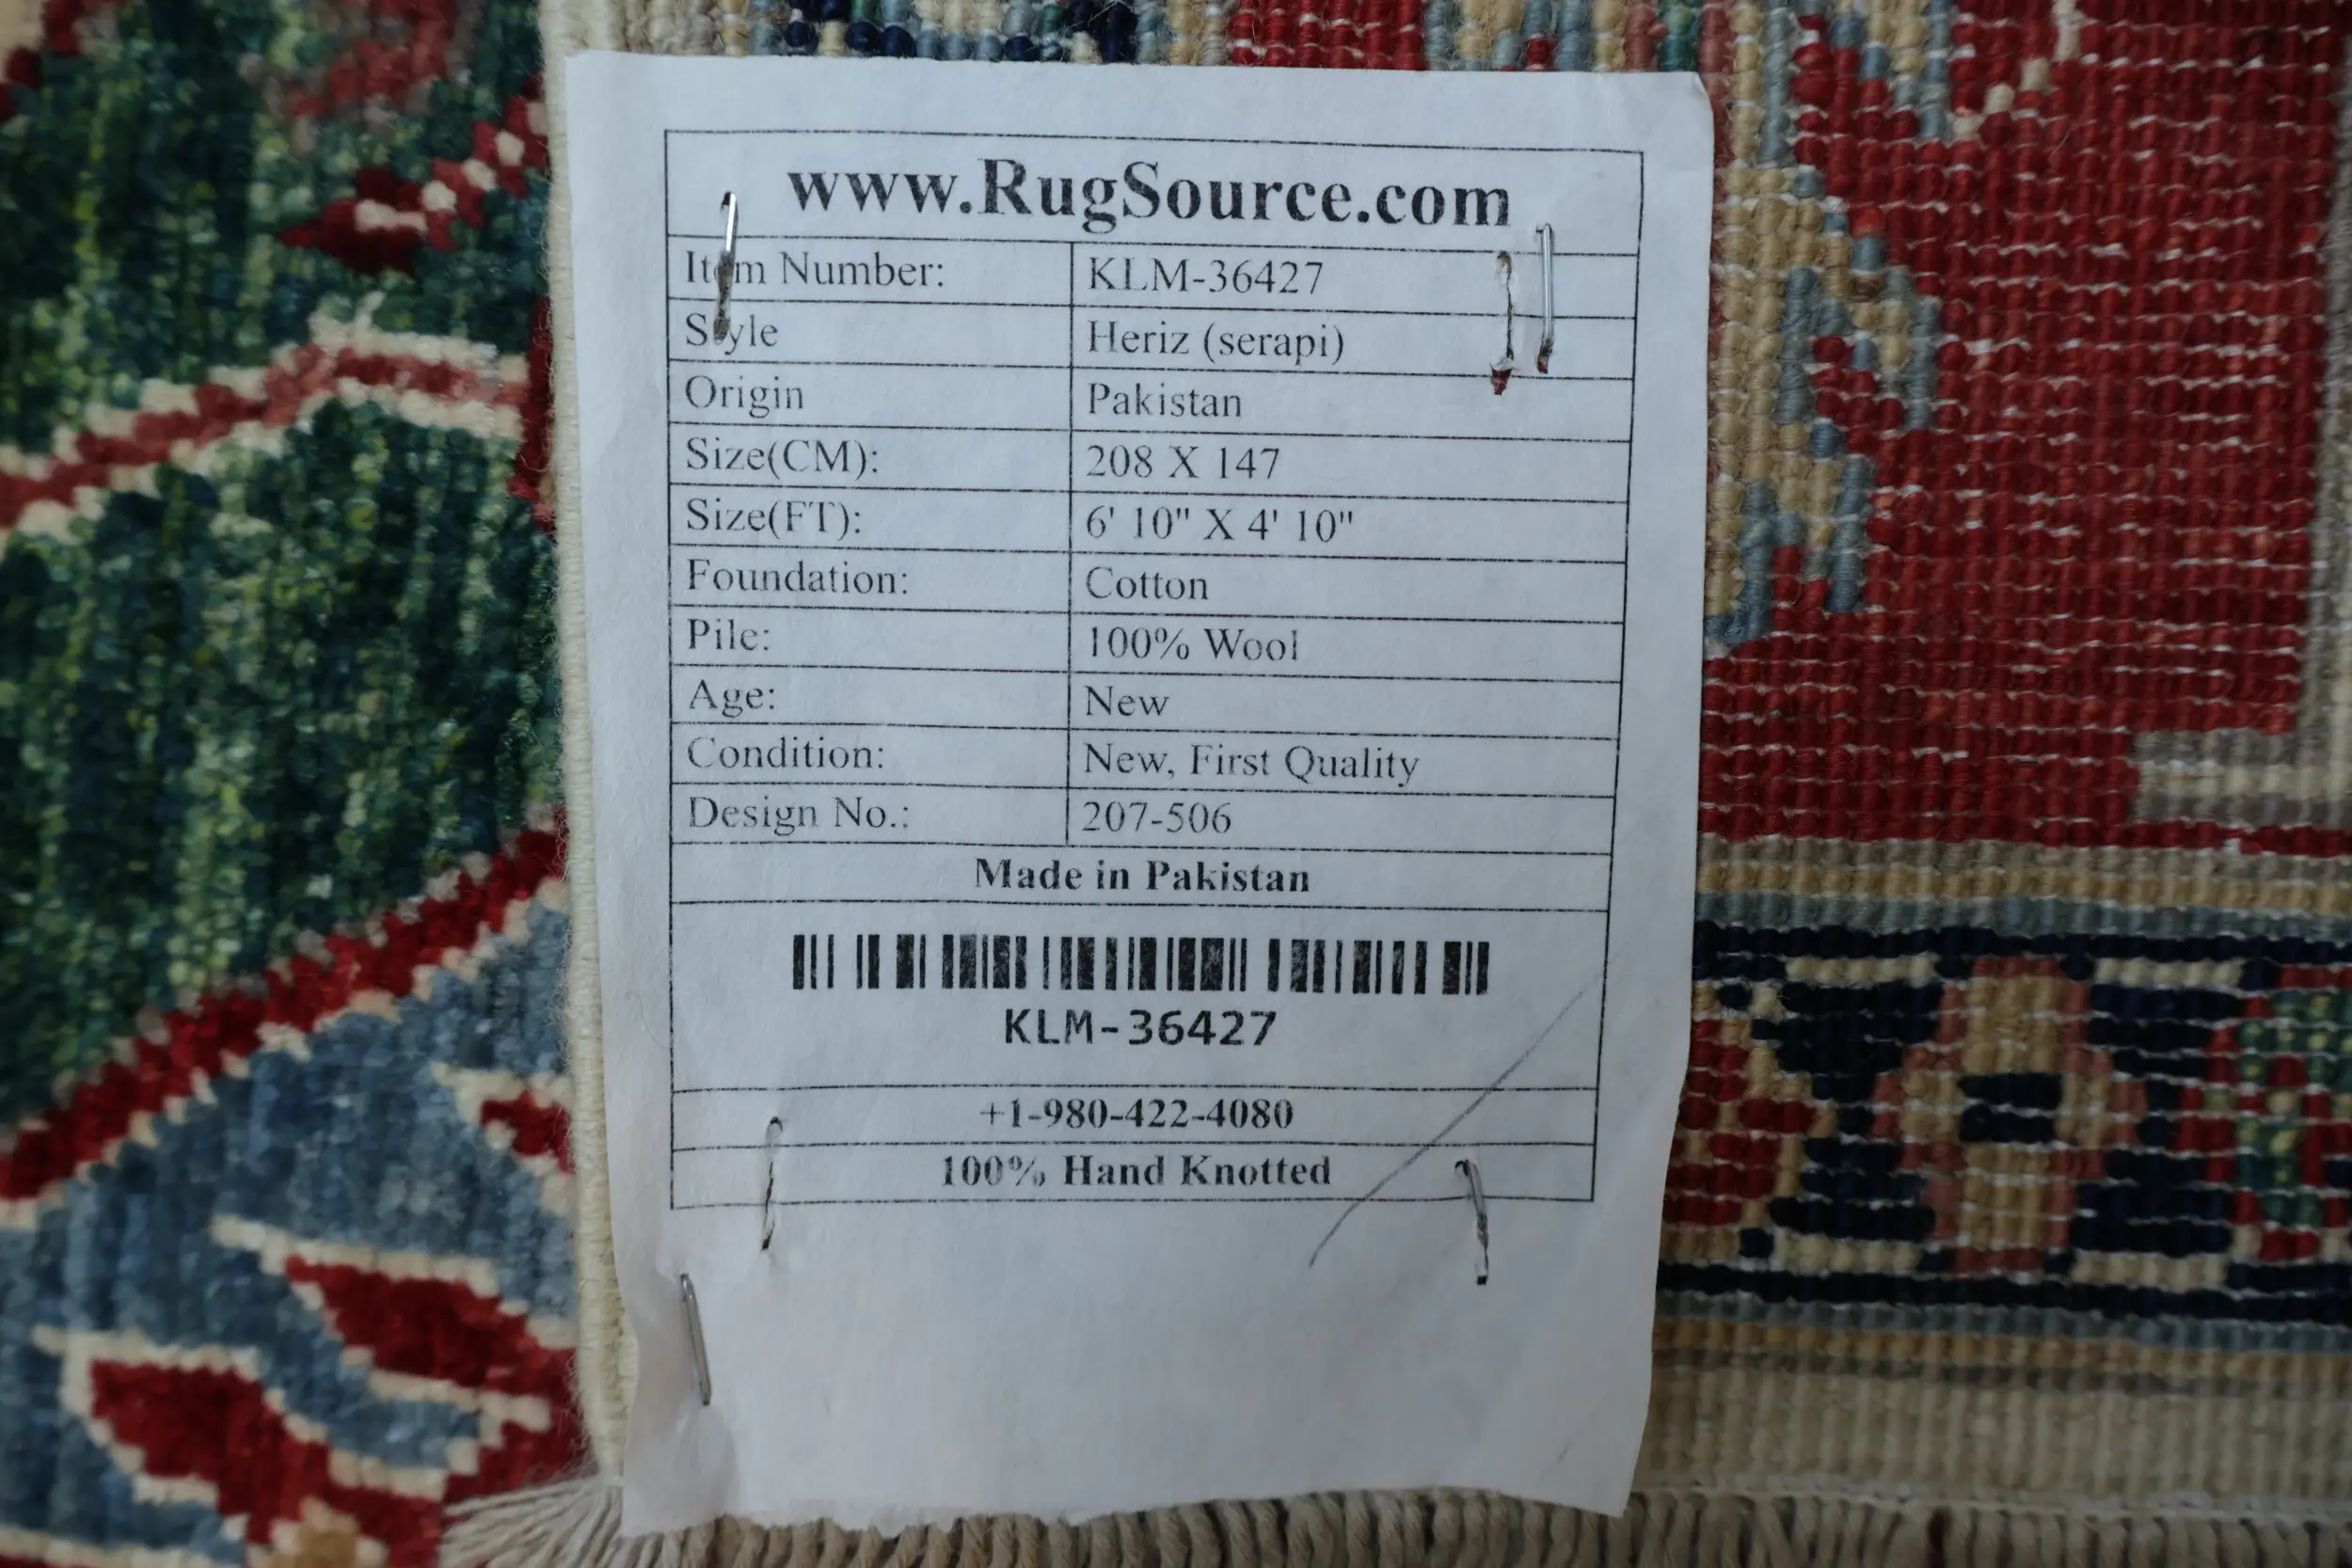 www.RugSource.com
Item Number: KLM-36427
Style Heriz (serapi)
Origin Pakistan
Size(CM): 208 X 147
Size(FT): 6' 10" X 4' 10"
Foundation: Cotton
Pile: 100% Wool
Age: New
Condition: New, First Quality
Design No.: 207-506
Made in Pakistan
KLM-36427
+1-980-422-4080
100% Hand Knotted